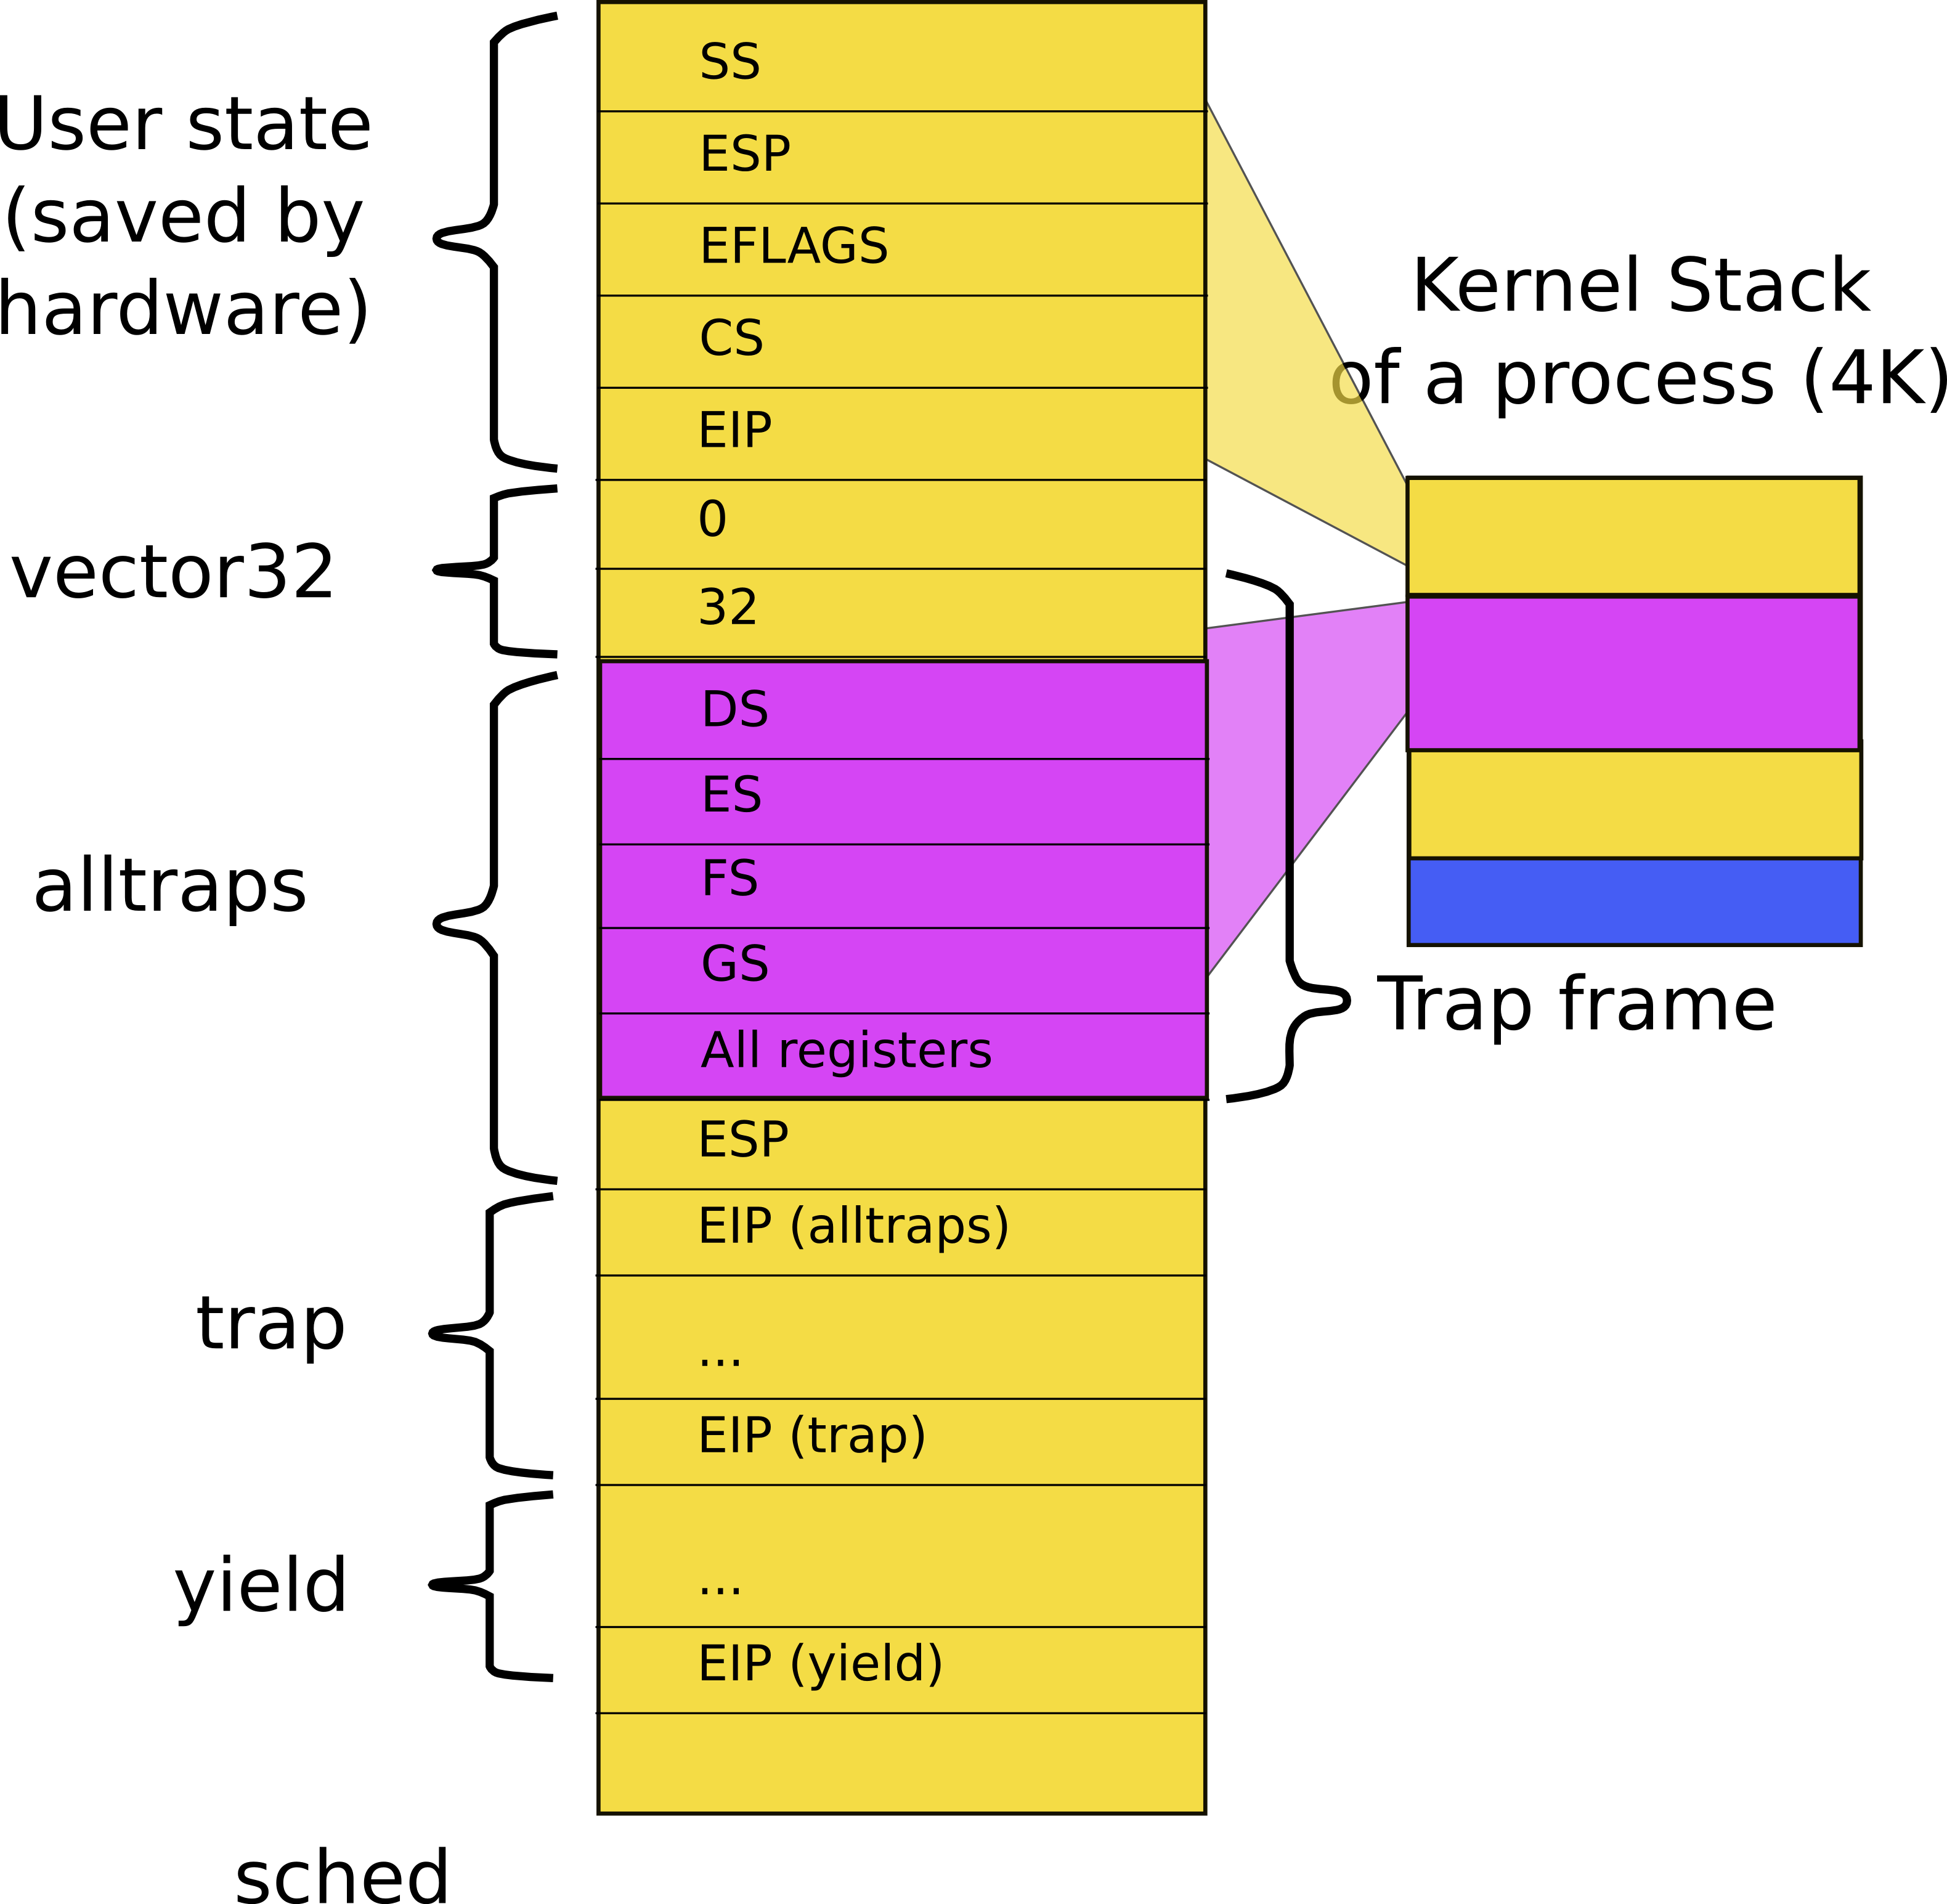 User state
(saved by
hardware)
vector32
alltraps
trap
yield
sched
SS
ESP
EFLAGS
CS
EIP
0
32
DS
ES
FS
GS
All registers
ESP
EIP (alltraps)
...
EIP (trap)
...
EIP (yield)
Kernel Stack
of a process (4K)
Trap frame